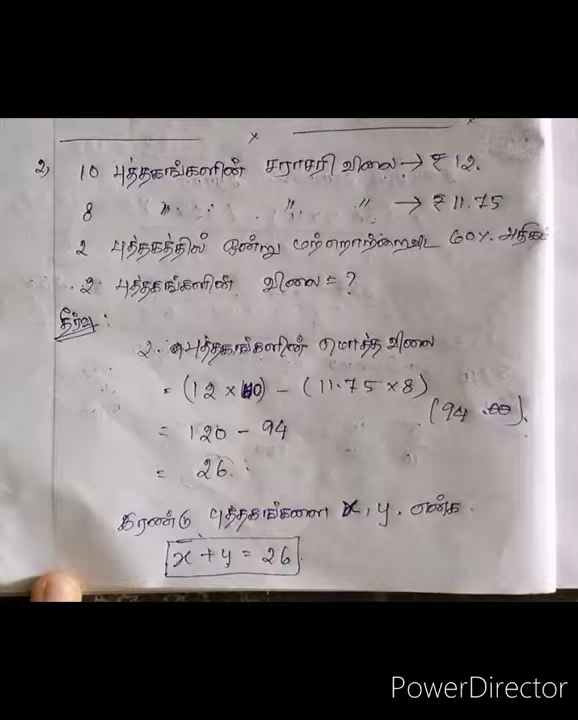 2, 10 புத்தகங்களின் சராசரி விலை → ₹ 12.
8 " " " → ₹ 11.75
2 புத்தகத்தில் ஒன்று மற்றொன்றைவிட 60% அதிகம்
2 புத்தகங்களின் விலை = ?
தீர்வு :
2 புத்தகங்களின் மொத்த விலை
= (12 × 10) - (11.75 × 8)
(94
= 120 - 94
= 26.
இரண்டு புத்தகங்களை x, y, என்க.
x + y = 26
PowerDirector